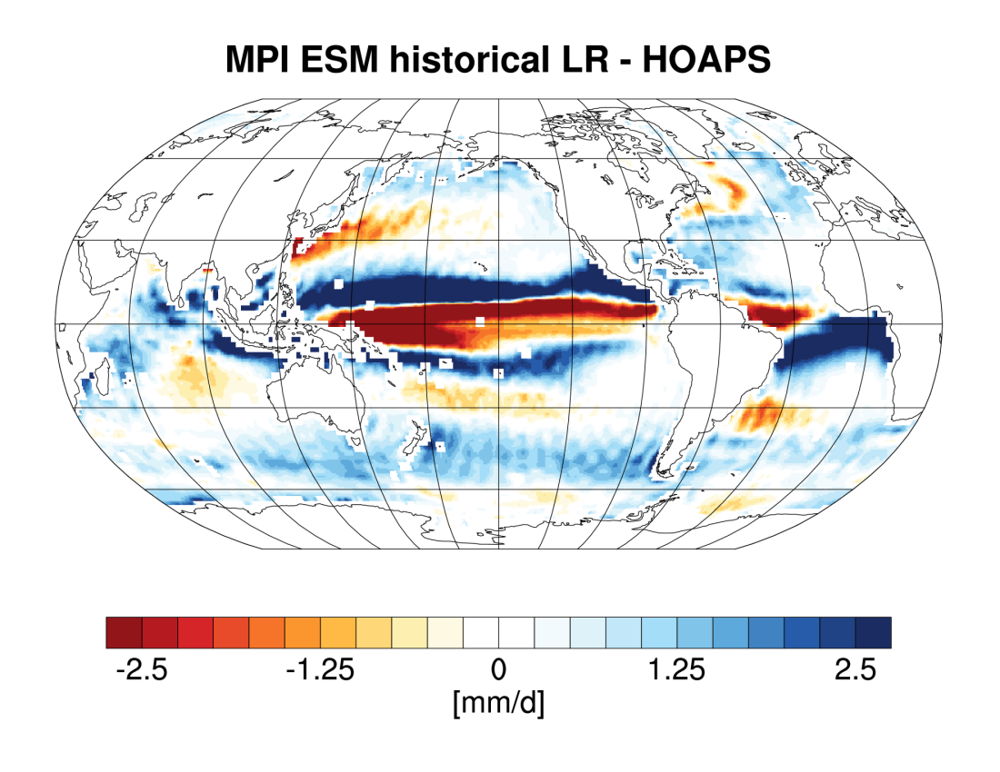 MPI ESM historical LR - HOAPS
-2.5 -1.25 0 1.25 2.5
[mm/d]